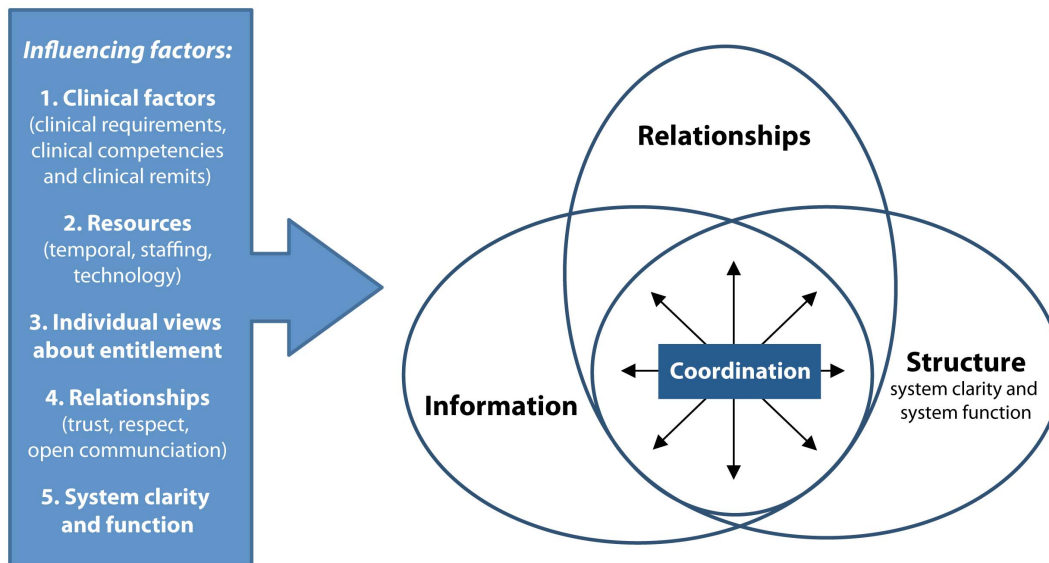 Influencing factors:
1. Clinical factors
(clinical requirements,
clinical competencies
and clinical remits)
2. Resources
(temporal, staffing,
technology)
3. Individual views
about entitlement
4. Relationships
(trust, respect,
open communciation)
5. System clarity
and function
Relationships
Information
Coordination
Structure
system clarity and
system function